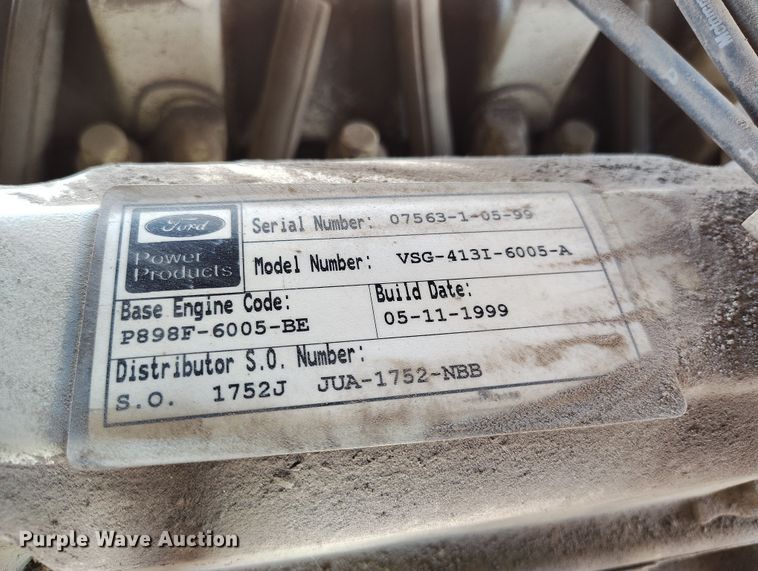 Ford
Power
Products
Serial Number: 07563-1-05-99
Model Number: VSG-413I-6005-A
Base Engine Code:
P898F-6005-BE
Build Date:
05-11-1999
Distributor S.O. Number:
S.O. 1752J JUA-1752-NBB
Purple Wave Auction